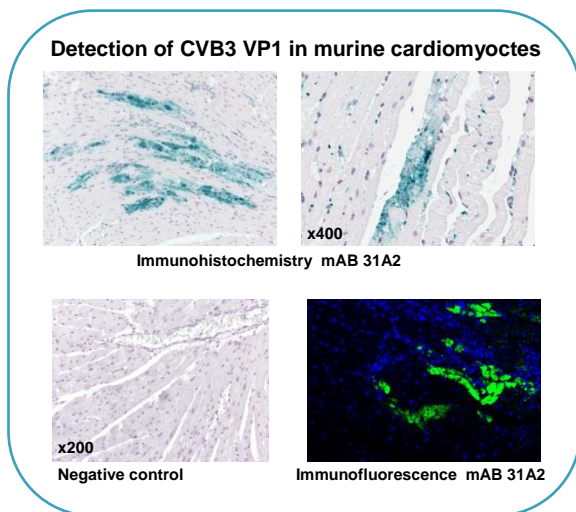 Detection of CVB3 VP1 in murine cardiomyoctes
x400
Immunohistochemistry mAB 31A2
x200
Negative control
Immunofluorescence mAB 31A2